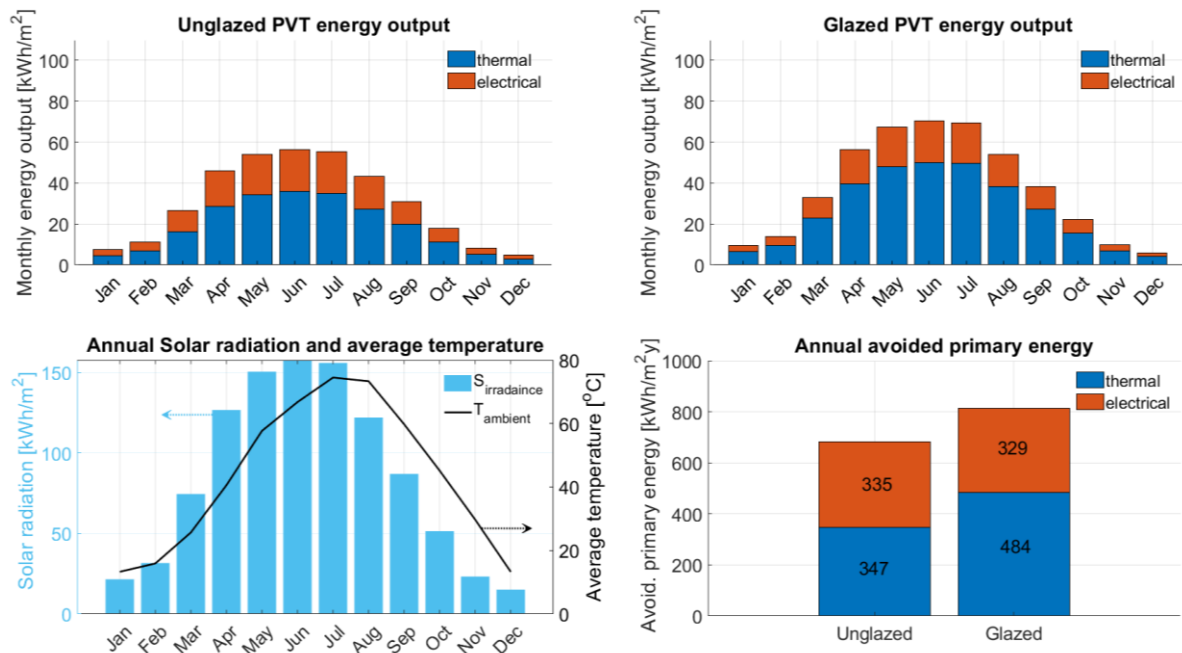 Unglazed PVT energy output
Monthly energy output [kWh/m²]
100
80
60
40
20
0
thermal
electrical
Jan Feb Mar Apr May Jun Jul Aug Sep Oct Nov Dec
Glazed PVT energy output
Monthly energy output [kWh/m²]
100
80
60
40
20
0
thermal
electrical
Jan Feb Mar Apr May Jun Jul Aug Sep Oct Nov Dec
Annual Solar radiation and average temperature
Solar radiation [kWh/m²]
150
100
50
0
S_irradaince
T_ambient
80
60
40
20
0
Average temperature [°C]
Jan Feb Mar Apr May Jun Jul Aug Sep Oct Nov Dec
Annual avoided primary energy
Avoid. primary energy [kWh/m²y]
1000
800
600
400
200
0
thermal
electrical
335
347
329
484
Unglazed Glazed